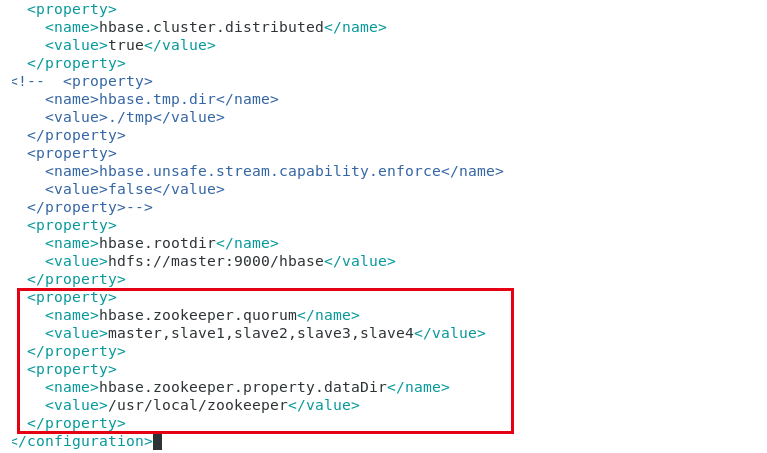 <property>
<name>hbase.cluster.distributed</name>
<value>true</value>
</property>
<!--  <property>
<name>hbase.tmp.dir</name>
<value>./tmp</value>
</property>
<property>
<name>hbase.unsafe.stream.capability.enforce</name>
<value>false</value>
</property>-->
<property>
<name>hbase.rootdir</name>
<value>hdfs://master:9000/hbase</value>
</property>
<property>
<name>hbase.zookeeper.quorum</name>
<value>master,slave1,slave2,slave3,slave4</value>
</property>
<property>
<name>hbase.zookeeper.property.dataDir</name>
<value>/usr/local/zookeeper</value>
</property>
</configuration>